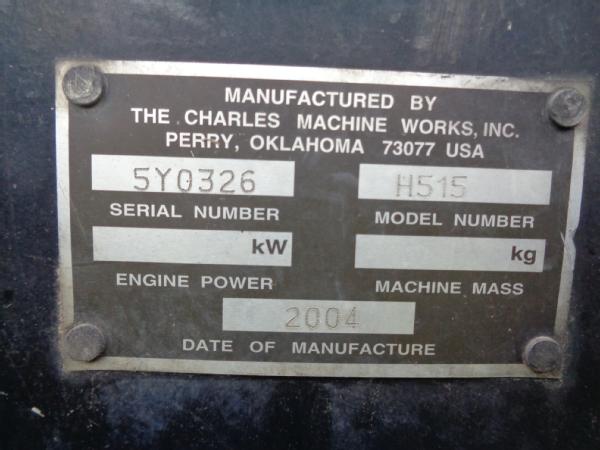 MANUFACTURED BY
THE CHARLES MACHINE WORKS, INC.
PERRY, OKLAHOMA 73077 USA
5Y0326 H515
SERIAL NUMBER MODEL NUMBER
kW kg
ENGINE POWER MACHINE MASS
2004
DATE OF MANUFACTURE